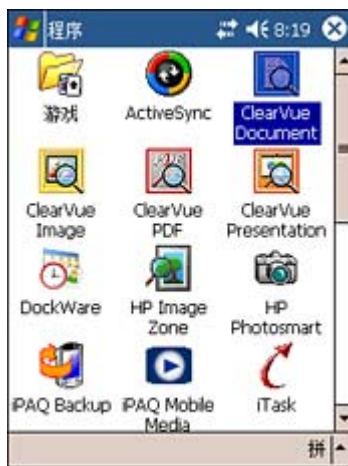 程序 8:19
游戏 ActiveSync ClearVue Document
ClearVue Image ClearVue PDF ClearVue Presentation
DockWare HP Image Zone HP Photosmart
iPAQ Backup iPAQ Mobile Media iTask
拼